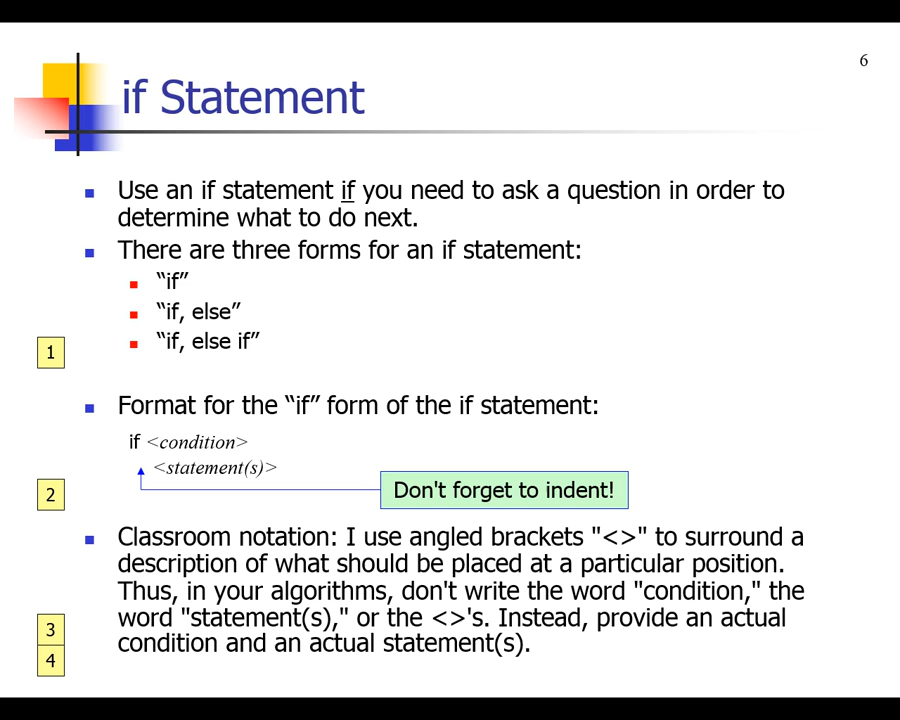 6
if Statement
Use an if statement if you need to ask a question in order to
determine what to do next.
There are three forms for an if statement:
“if”
“if, else”
“if, else if”
1
Format for the “if” form of the if statement:
if <condition>
<statement(s)>
Don't forget to indent!
2
Classroom notation: I use angled brackets "<>" to surround a
description of what should be placed at a particular position.
Thus, in your algorithms, don't write the word "condition," the
word "statement(s)," or the <>'s. Instead, provide an actual
condition and an actual statement(s).
3
4